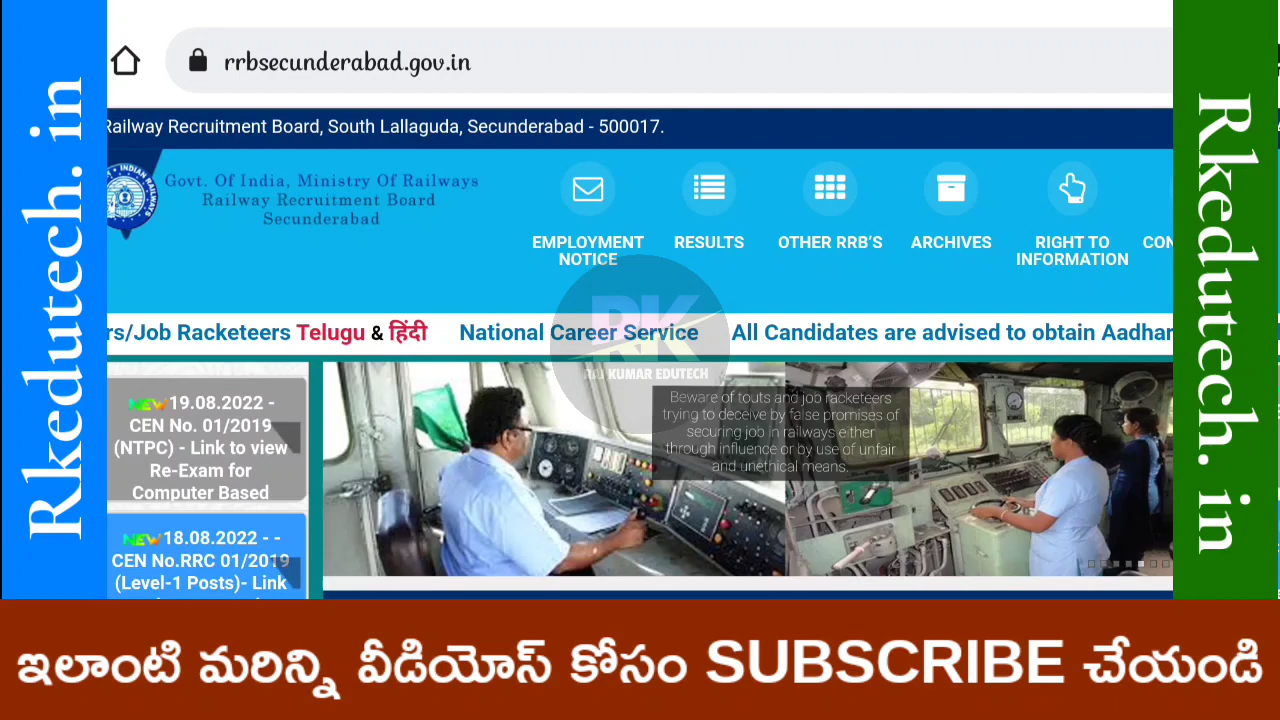 Rkedutech. in
rrbsecunderabad.gov.in
Railway Recruitment Board, South Lallaguda, Secunderabad - 500017.
INDIAN RAILWAYS
Govt. Of India, Ministry Of Railways
Railway Recruitment Board
Secunderabad
EMPLOYMENT
NOTICE
RESULTS
OTHER RRB'S
ARCHIVES
RIGHT TO
INFORMATION
CON
rs/Job Racketeers Telugu & हिंदी National Career Service All Candidates are advised to obtain Aadhar
RK
RAJ KUMAR EDUTECH
NEW 19.08.2022 -
CEN No. 01/2019
(NTPC) - Link to view
Re-Exam for
Computer Based
NEW 18.08.2022 - -
CEN No.RRC 01/2019
(Level-1 Posts)- Link
Beware of touts and job racketeers
trying to deceive by false promises of
securing job in railways either
through influence or by use of unfair
and unethical means.
Rkedutech. in
ఇలాంటి మరిన్ని వీడియోస్ కోసం SUBSCRIBE చేయండి